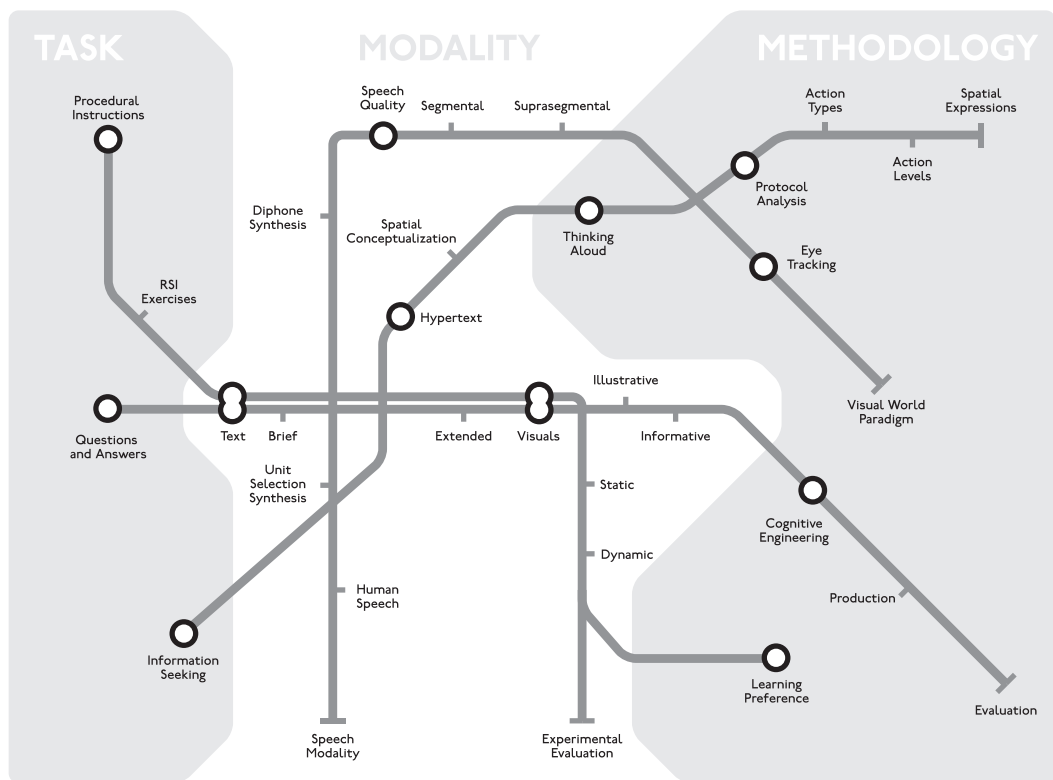 TASK
MODALITY
METHODOLOGY
Procedural
Instructions
Speech
Quality
Segmental
Suprasegmental
Action
Types
Spatial
Expressions
Action
Levels
Protocol
Analysis
Diphone
Synthesis
Spatial
Conceptualization
Thinking
Aloud
Eye
Tracking
RSI
Exercises
Hypertext
Illustrative
Visual World
Paradigm
Questions
and Answers
Text
Brief
Extended
Visuals
Informative
Unit
Selection
Synthesis
Static
Cognitive
Engineering
Dynamic
Human
Speech
Production
Information
Seeking
Learning
Preference
Evaluation
Speech
Modality
Experimental
Evaluation